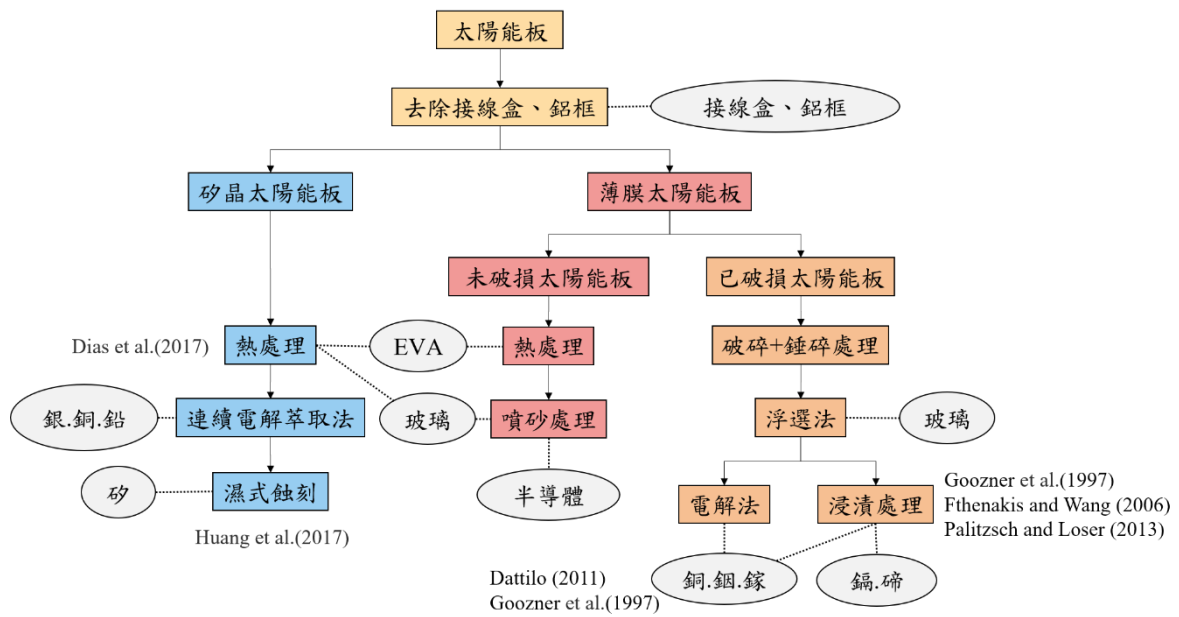 太陽能板
去除接線盒、鋁框
接線盒、鋁框
矽晶太陽能板
薄膜太陽能板
未破損太陽能板
已破損太陽能板
Dias et al.(2017)
熱處理
EVA
熱處理
破碎+錘碎處理
銀.銅.鉛
連續電解萃取法
玻璃
噴砂處理
浮選法
玻璃
矽
濕式蝕刻
半導體
電解法
浸漬處理
Goozner et al.(1997)
Fthenakis and Wang (2006)
Palitzsch and Loser (2013)
Huang et al.(2017)
Dattilo (2011)
Goozner et al.(1997)
銅.銦.鎵
鎘.碲